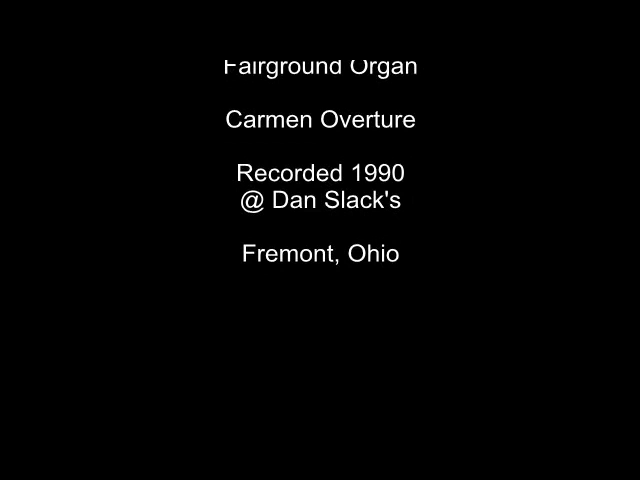 Fairground Organ
Carmen Overture
Recorded 1990
@ Dan Slack's
Fremont, Ohio